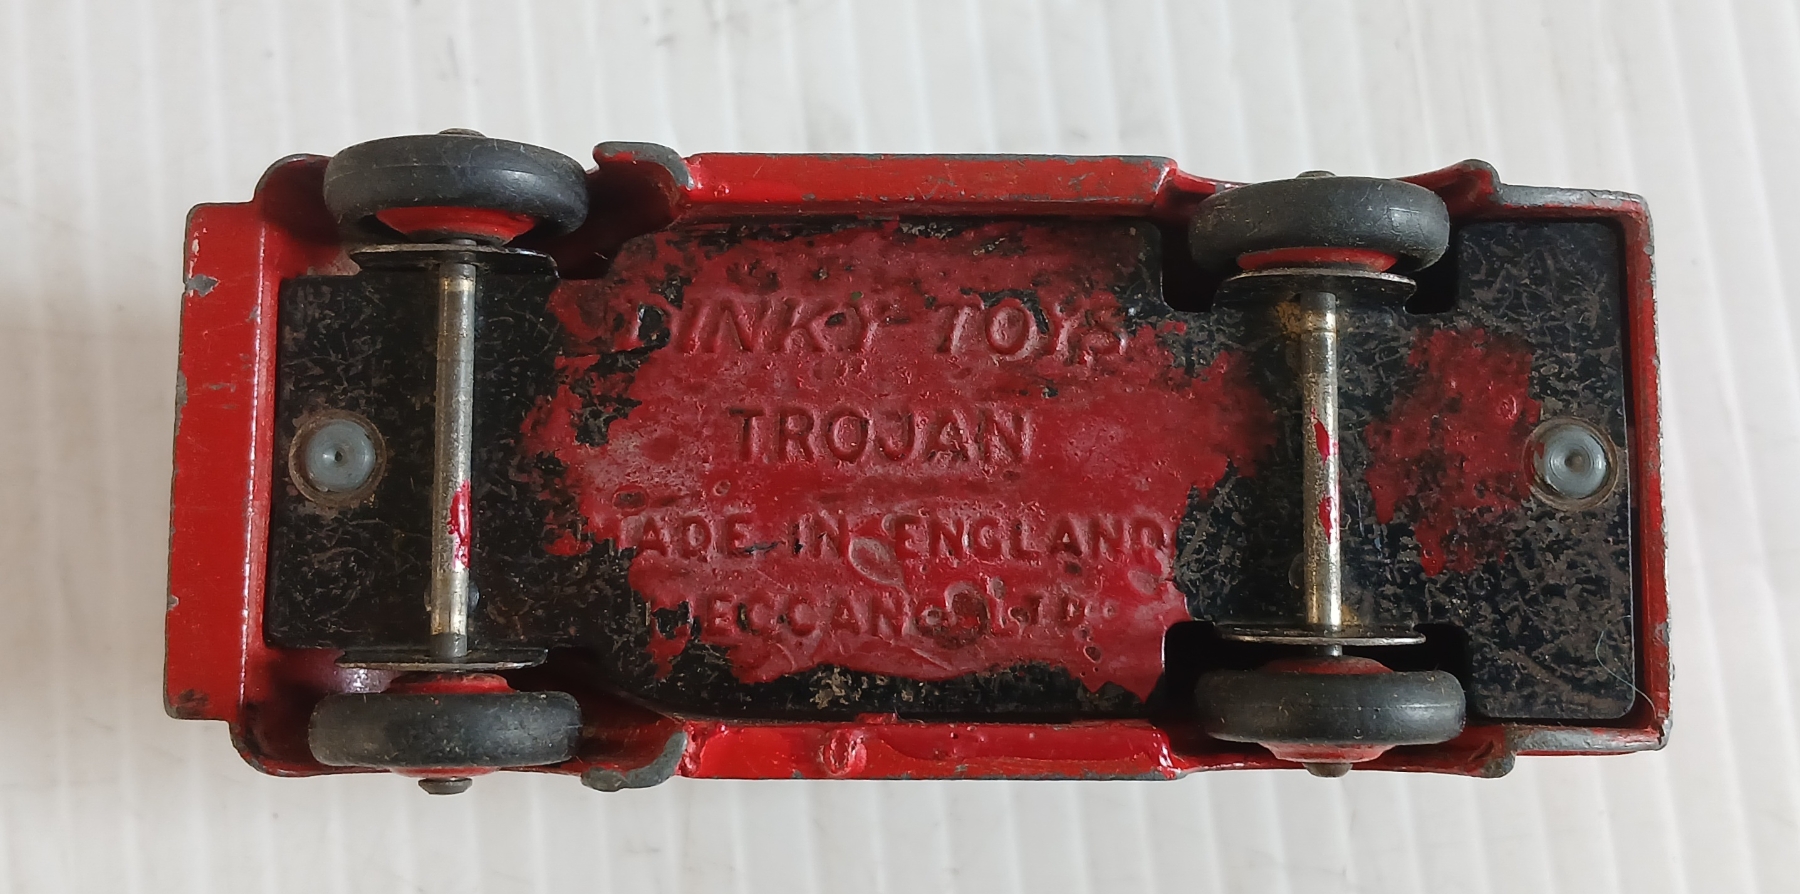 DINKY TOYS
TROJAN
MADE IN ENGLAND
MECCANO LTD.